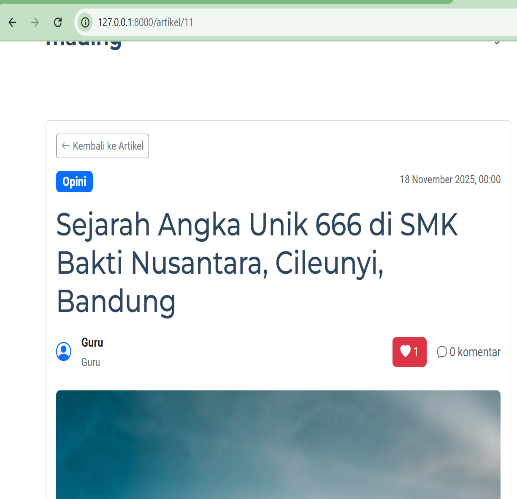 127.0.0.1:8000/artikel/11
mading
← Kembali ke Artikel
Opini
18 November 2025, 00:00
Sejarah Angka Unik 666 di SMK
Bakti Nusantara, Cileunyi,
Bandung
Guru
Guru
1
0 komentar